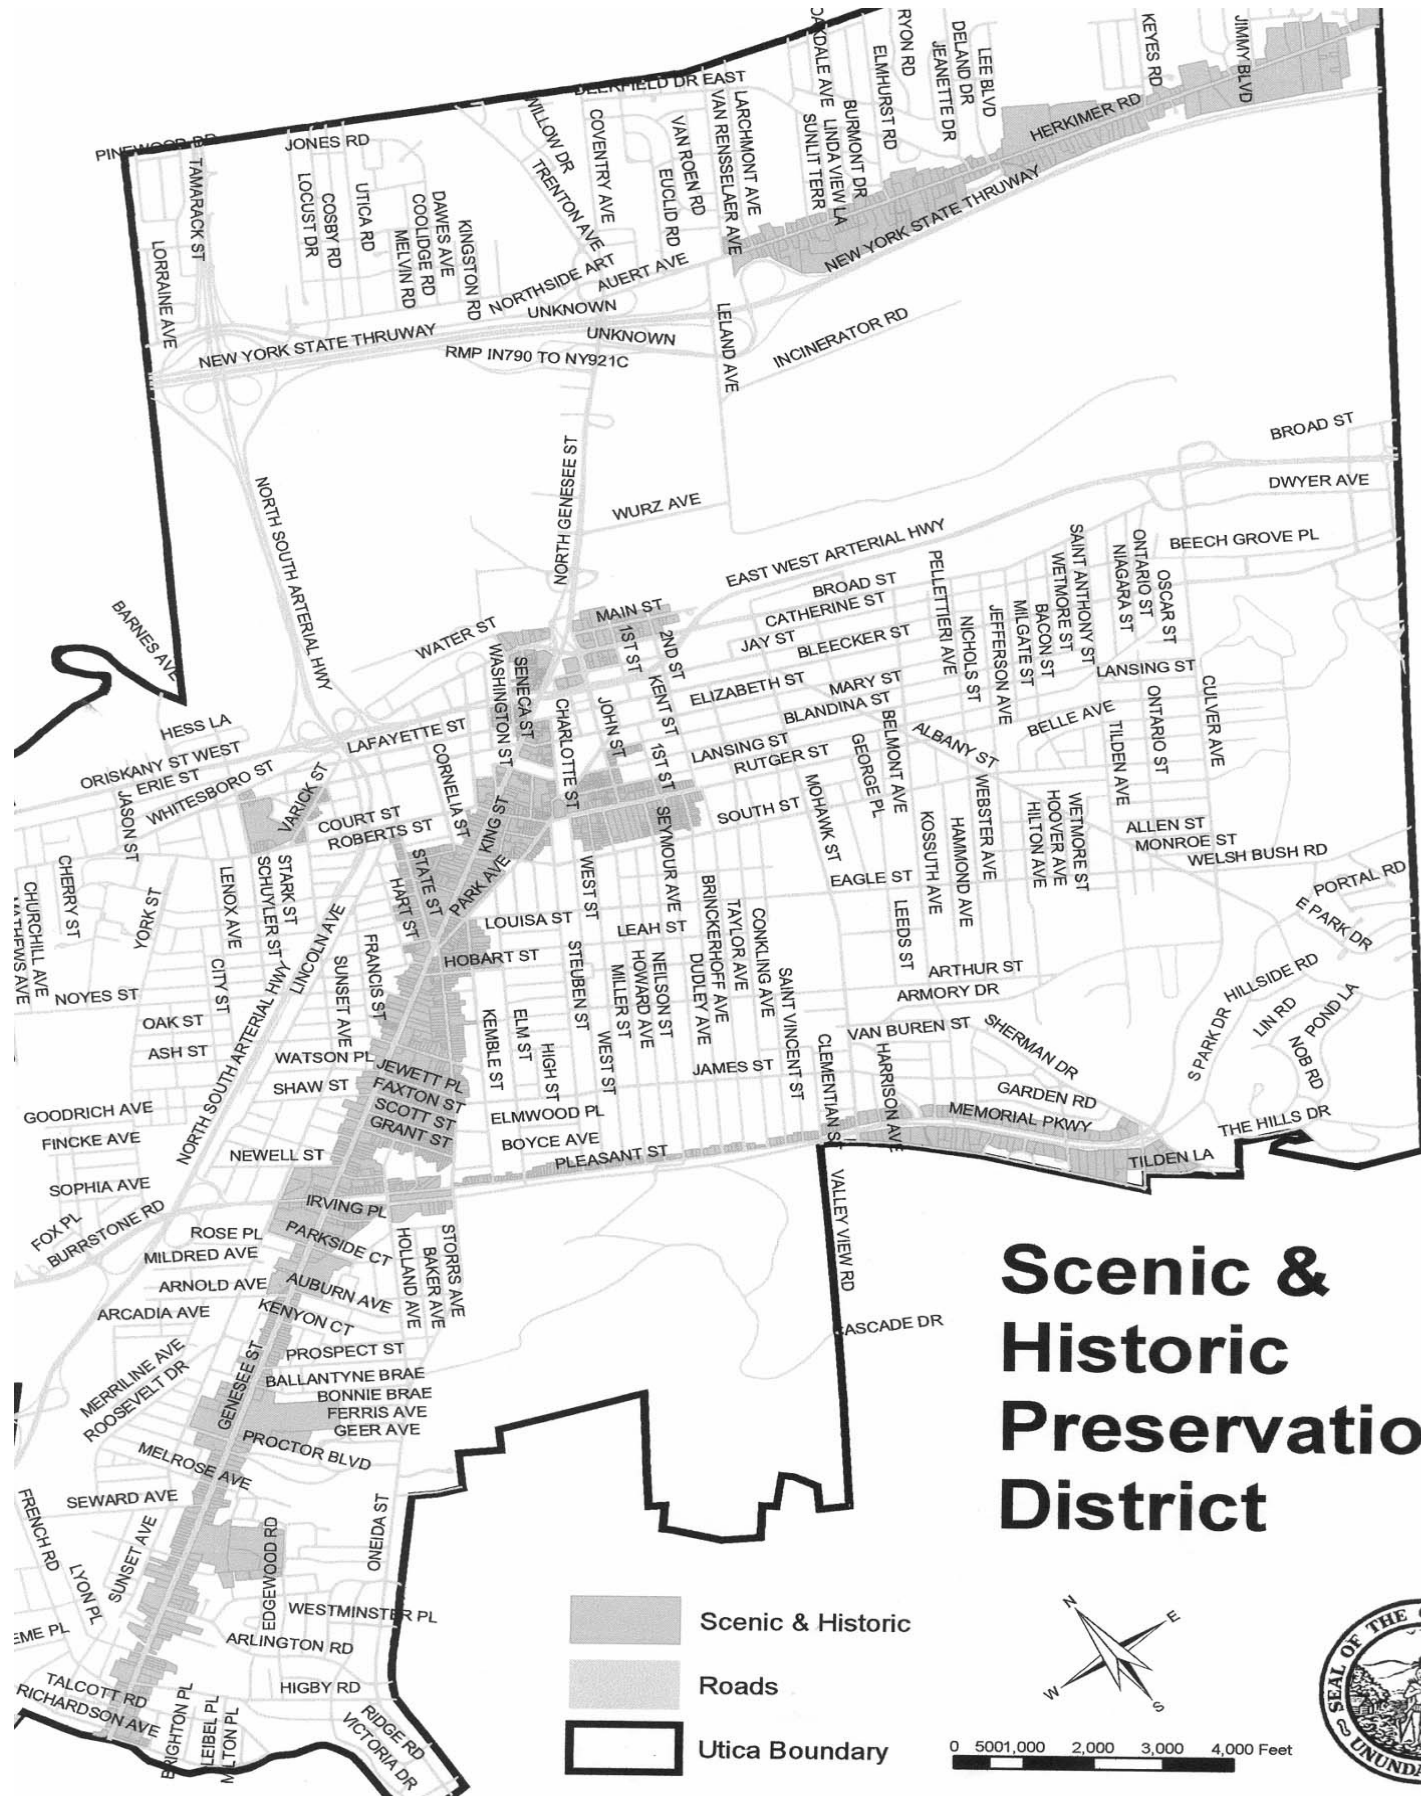 OAKDALE AVE
RYON RD
DELAND DR
LEE BLVD
JEANETTE DR
ELMHURST RD
KEYES RD
JIMMY BLVD
DEERFIELD DR EAST
HERKIMER RD
PINEWOOD DR
JONES RD
WILLOW DR
TRENTON AVE
COVENTRY AVE
VAN ROEN RD
EUCLID RD
VAN RENSSELAER AVE
LARCHMONT AVE
SUNLIT TERR
LINDA VIEW LA
BURMONT DR
TAMARACK ST
LORRAINE AVE
LOCUST DR
COSBY RD
UTICA RD
DAWES AVE
COOLIDGE RD
MELVIN RD
KINGSTON RD
NEW YORK STATE THRUWAY
NORTHSIDE ART
AUERT AVE
UNKNOWN
UNKNOWN
NEW YORK STATE THRUWAY
RMP IN790 TO NY921C
LELAND AVE
INCINERATOR RD
NORTH SOUTH ARTERIAL HWY
NORTH GENESEE ST
WURZ AVE
BROAD ST
DWYER AVE
BEECH GROVE PL
EAST WEST ARTERIAL HWY
BROAD ST
CATHERINE ST
JAY ST
BLEECKER ST
PELLETTIERI AVE
NICHOLS ST
JEFFERSON AVE
MILGATE ST
BACON ST
WETMORE ST
SAINT ANTHONY ST
NIAGARA ST
ONTARIO ST
OSCAR ST
BARNES AVE
WATER ST
MAIN ST
1ST ST
2ND ST
WASHINGTON ST
SENECA ST
KENT ST
ELIZABETH ST
MARY ST
BLANDINA ST
LANSING ST
CULVER AVE
HESS LA
ORISKANY ST WEST
ERIE ST
WHITESBORO ST
LAFAYETTE ST
CORNELIA ST
CHARLOTTE ST
JOHN ST
1ST ST
LANSING ST
RUTGER ST
GEORGE PL
BELMONT AVE
ALBANY ST
BELLE AVE
TILDEN AVE
ONTARIO ST
JASON ST
VARICK ST
COURT ST
ROBERTS ST
KING ST
SEYMOUR AVE
SOUTH ST
MOHAWK ST
WEBSTER AVE
HILTON AVE
HOOVER AVE
WETMORE ST
ALLEN ST
MONROE ST
WELSH BUSH RD
CHERRY ST
CHURCHILL AVE
MATHEWS AVE
YORK ST
LENOX AVE
SCHUYLER ST
STARK ST
STATE ST
HART ST
PARK AVE
WEST ST
EAGLE ST
KOSSUTH AVE
HAMMOND AVE
PORTAL RD
E PARK DR
LINCOLN AVE
LOUISA ST
LEAH ST
BRINCKERHOFF AVE
TAYLOR AVE
CONKLING AVE
LEEDS ST
HOBART ST
FRANCIS ST
SUNSET AVE
NOYES ST
CITY ST
STEUBEN ST
MILLER ST
HOWARD AVE
NEILSON ST
DUDLEY AVE
SAINT VINCENT ST
ARTHUR ST
ARMORY DR
HILLSIDE RD
LIN RD
POND LA
NOB RD
S PARK DR
OAK ST
ASH ST
NORTH SOUTH ARTERIAL HWY
WATSON PL
SHAW ST
JEWETT PL
FAXTON ST
SCOTT ST
GRANT ST
KEMBLE ST
ELM ST
HIGH ST
WEST ST
JAMES ST
CLEMENTIAN ST
VAN BUREN ST
HARRISON AVE
SHERMAN DR
GARDEN RD
MEMORIAL PKWY
THE HILLS DR
TILDEN LA
GOODRICH AVE
FINCKE AVE
SOPHIA AVE
ELMWOOD PL
BOYCE AVE
PLEASANT ST
NEWELL ST
FOX PL
BURRSTONE RD
IRVING PL
ROSE PL
MILDRED AVE
PARKSIDE CT
ARNOLD AVE
AUBURN AVE
ARCADIA AVE
KENYON CT
HOLLAND AVE
BAKER AVE
STORRS AVE
VALLEY VIEW RD
CASCADE DR
PROSPECT ST
MERRILINE AVE
ROOSEVELT DR
GENESEE ST
BALLANTYNE BRAE
BONNIE BRAE
FERRIS AVE
GEER AVE
PROCTOR BLVD
MELROSE AVE
SEWARD AVE
FRENCH RD
LYON PL
SUNSET AVE
EDGEWOOD RD
ONEIDA ST
WESTMINSTER PL
ARLINGTON RD
EME PL
TALCOTT RD
RICHARDSON AVE
HIGBY RD
BRIGHTON PL
LEIBEL PL
MILTON PL
RIDGE RD
VICTORIA DR
Scenic &
Historic
Preservatio
District
Scenic & Historic
Roads
Utica Boundary
N
E
W
S
0 500 1,000 2,000 3,000 4,000 Feet
SEAL OF THE
UNUNDA